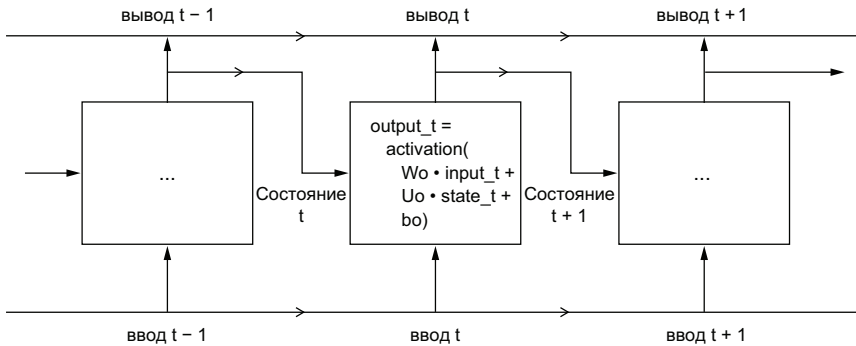 вывод t − 1
вывод t
вывод t + 1
...
output_t =
activation(
Wo • input_t +
Uo • state_t +
bo)
...
Состояние
t
Состояние
t + 1
ввод t − 1
ввод t
ввод t + 1